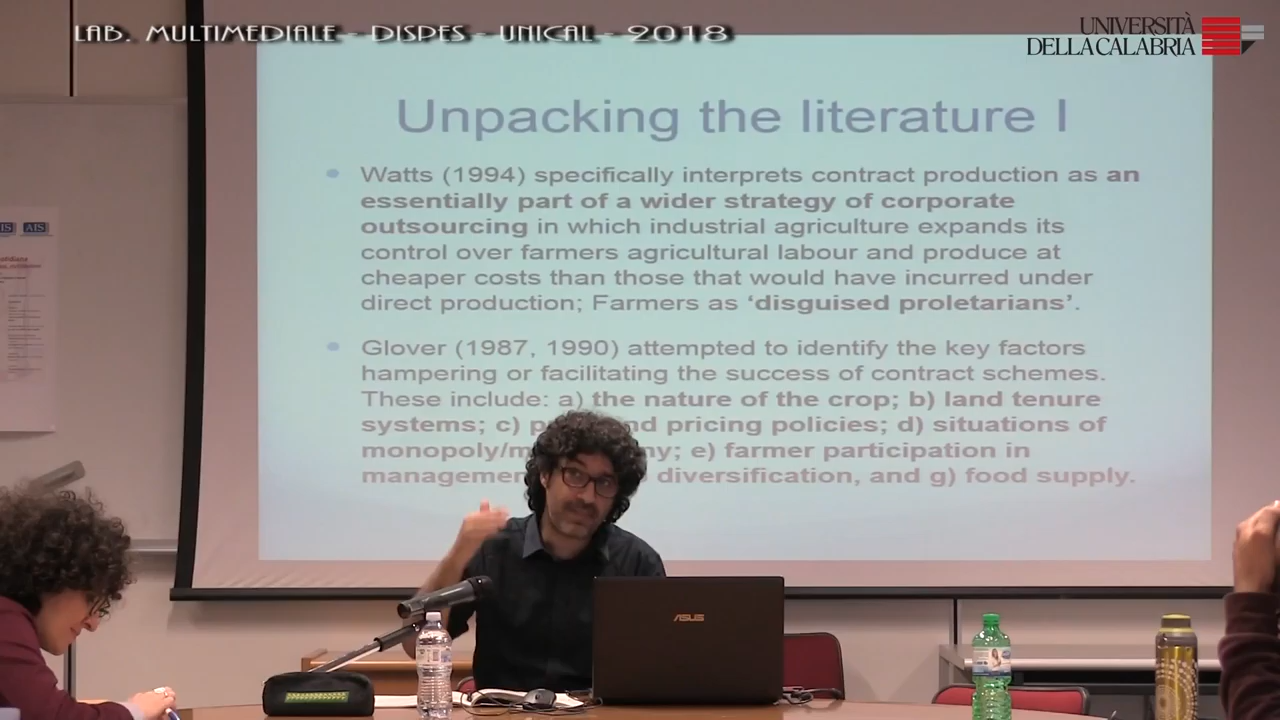 LAB. MULTIMEDIALE - DISPES - UNICAL - 2018
UNIVERSITÀ
DELLA CALABRIA
Unpacking the literature I
Watts (1994) specifically interprets contract production as an
essentially part of a wider strategy of corporate
outsourcing in which industrial agriculture expands its
control over farmers agricultural labour and produce at
cheaper costs than those that would have incurred under
direct production; Farmers as ‘disguised proletarians’.
Glover (1987, 1990) attempted to identify the key factors
hampering or facilitating the success of contract schemes.
These include: a) the nature of the crop; b) land tenure
systems; c) and pricing policies; d) situations of
monopoly/ e) farmer participation in
diversification, and g) food supply.
AIS
ASUS